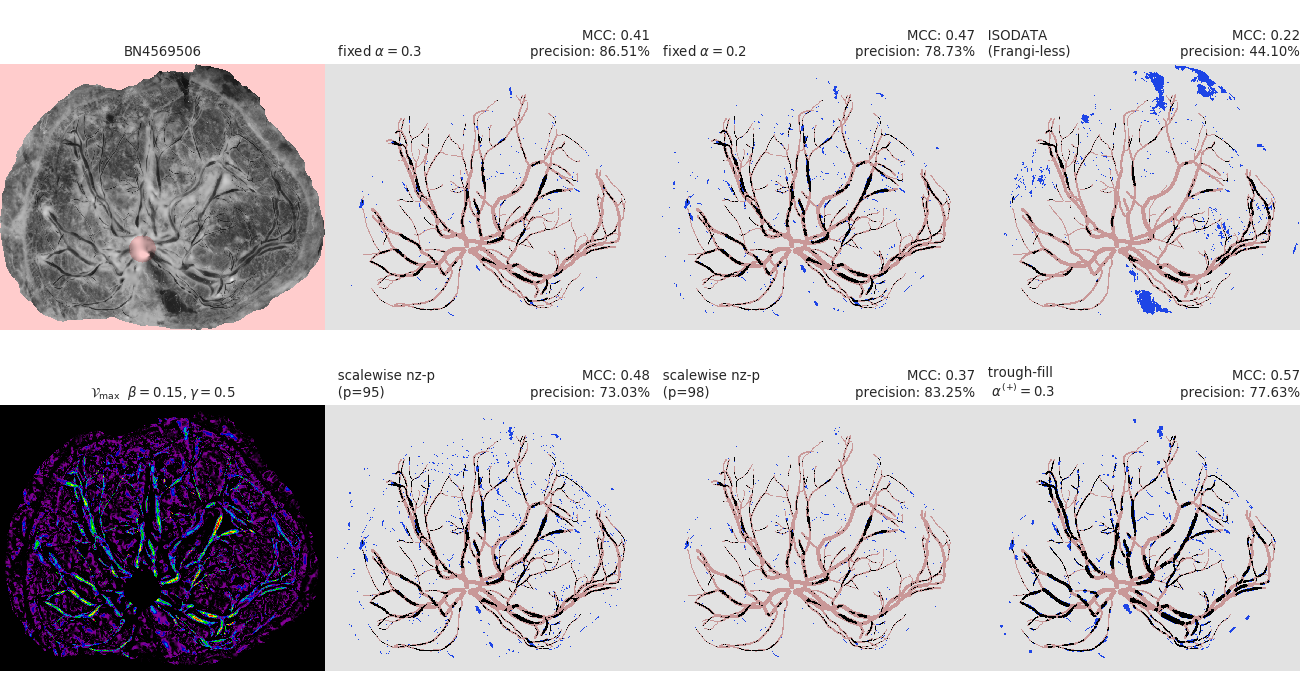 BN4569506
fixed α = 0.3
MCC: 0.41
precision: 86.51%
fixed α = 0.2
MCC: 0.47
precision: 78.73%
ISODATA
(Frangi-less)
MCC: 0.22
precision: 44.10%
𝒱max β = 0.15, γ = 0.5
scalewise nz-p
(p=95)
MCC: 0.48
precision: 73.03%
scalewise nz-p
(p=98)
MCC: 0.37
precision: 83.25%
trough-fill
α(+) = 0.3
MCC: 0.57
precision: 77.63%